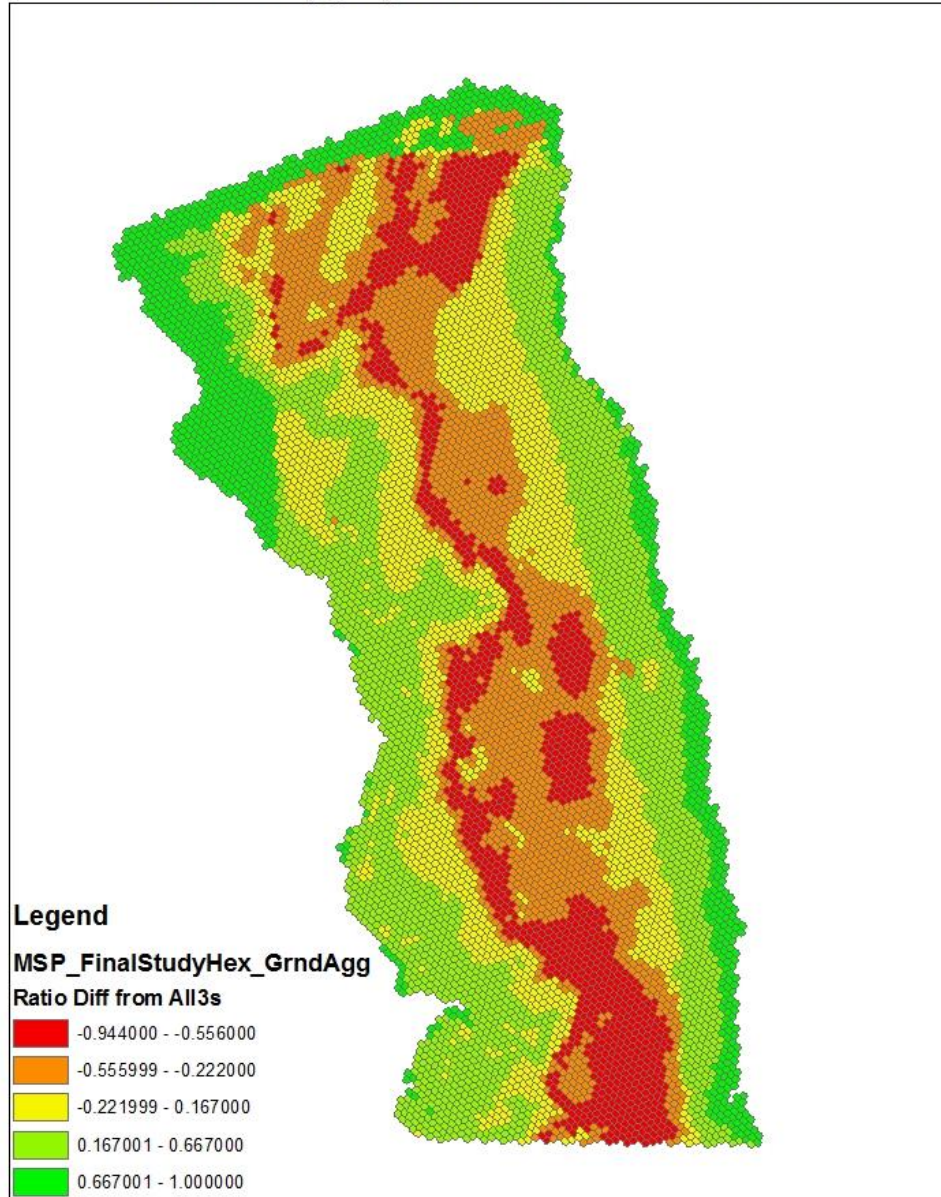 Legend
MSP_FinalStudyHex_GrndAgg
Ratio Diff from All3s
-0.944000 - -0.556000
-0.555999 - -0.222000
-0.221999 - 0.167000
0.167001 - 0.667000
0.667001 - 1.000000